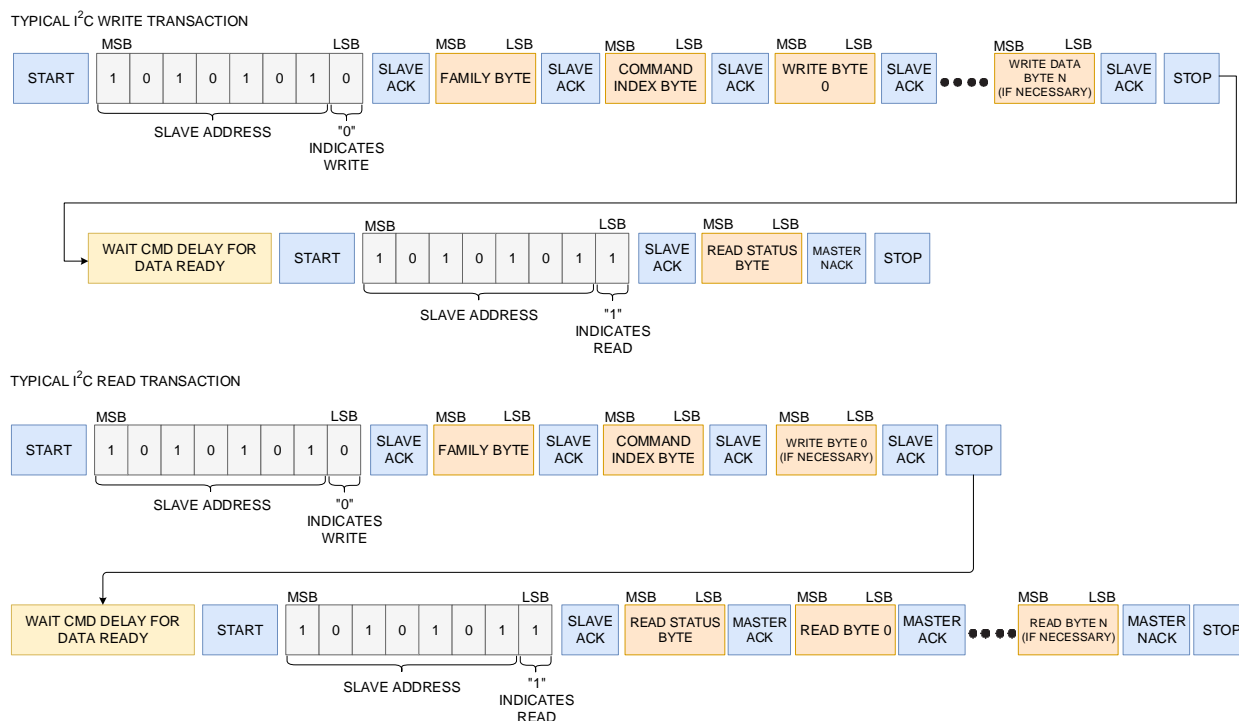 TYPICAL I²C WRITE TRANSACTION
MSB LSB MSB LSB MSB LSB MSB LSB MSB LSB
START 1 0 1 0 1 0 1 0 SLAVE ACK FAMILY BYTE SLAVE ACK COMMAND INDEX BYTE SLAVE ACK WRITE BYTE 0 SLAVE ACK WRITE DATA BYTE N (IF NECESSARY) SLAVE ACK STOP
SLAVE ADDRESS "0" INDICATES WRITE
MSB LSB MSB LSB
WAIT CMD DELAY FOR DATA READY START 1 0 1 0 1 0 1 1 SLAVE ACK READ STATUS BYTE MASTER NACK STOP
SLAVE ADDRESS "1" INDICATES READ
TYPICAL I²C READ TRANSACTION
MSB LSB MSB LSB MSB LSB MSB LSB
START 1 0 1 0 1 0 1 0 SLAVE ACK FAMILY BYTE SLAVE ACK COMMAND INDEX BYTE SLAVE ACK WRITE BYTE 0 (IF NECESSARY) SLAVE ACK STOP
SLAVE ADDRESS "0" INDICATES WRITE
MSB LSB MSB LSB MSB LSB MSB LSB
WAIT CMD DELAY FOR DATA READY START 1 0 1 0 1 0 1 1 SLAVE ACK READ STATUS BYTE MASTER ACK READ BYTE 0 MASTER ACK READ BYTE N (IF NECESSARY) MASTER NACK STOP
SLAVE ADDRESS "1" INDICATES READ